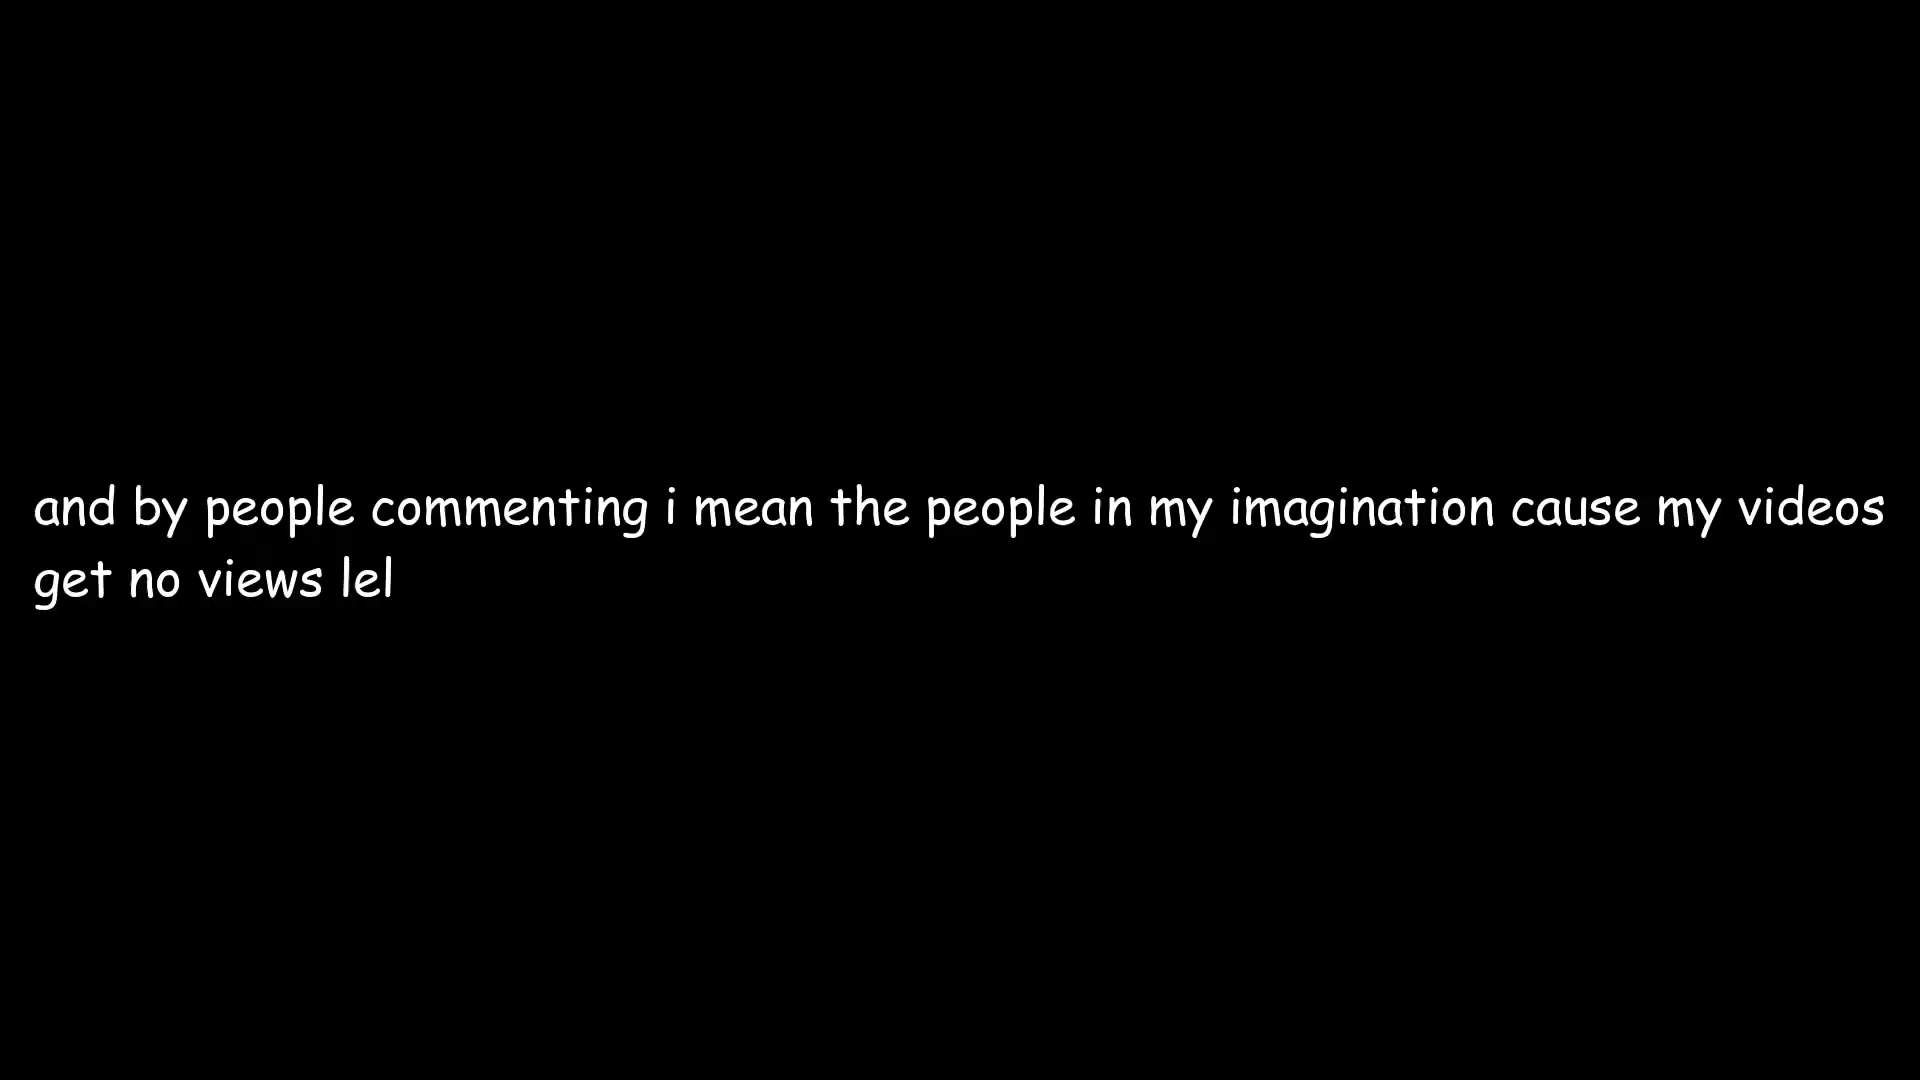 and by people commenting i mean the people in my imagination cause my videos
get no views lel